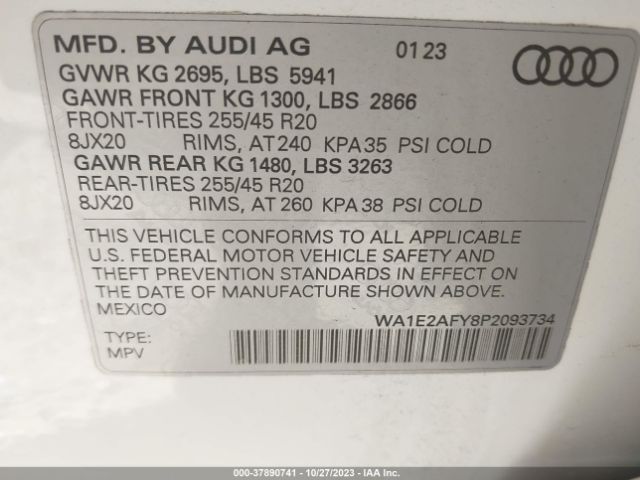 MFD. BY AUDI AG 01 23
GVWR KG 2695, LBS 5941
GAWR FRONT KG 1300, LBS 2866
FRONT-TIRES 255/45 R20
8JX20 RIMS, AT 240 KPA 35 PSI COLD
GAWR REAR KG 1480, LBS 3263
REAR-TIRES 255/45 R20
8JX20 RIMS, AT 260 KPA 38 PSI COLD
THIS VEHICLE CONFORMS TO ALL APPLICABLE
U.S. FEDERAL MOTOR VEHICLE SAFETY AND
THEFT PREVENTION STANDARDS IN EFFECT ON
THE DATE OF MANUFACTURE SHOWN ABOVE.
MEXICO
WA1E2AFY8P2093734
TYPE:
MPV
000-37890741 - 10/27/2023 - IAA Inc.